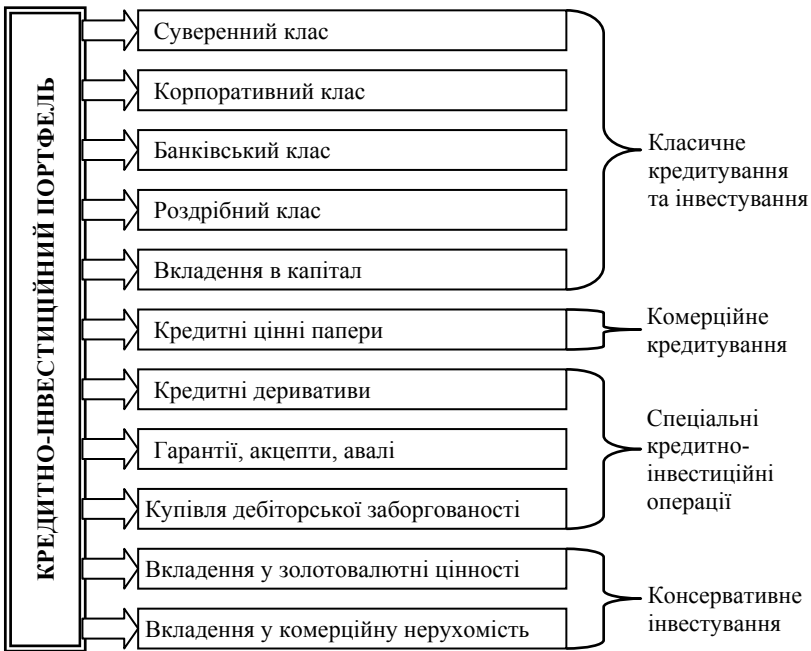 КРЕДИТНО-ІНВЕСТИЦІЙНИЙ ПОРТФЕЛЬ
Суверенний клас
Корпоративний клас
Банківський клас
Роздрібний клас
Вкладення в капітал
Кредитні цінні папери
Кредитні деривативи
Гарантії, акцепти, авалі
Купівля дебіторської заборгованості
Вкладення у золотовалютні цінності
Вкладення у комерційну нерухомість
Класичне
кредитування
та інвестування
Комерційне
кредитування
Спеціальні
кредитно-
інвестиційні
операції
Консервативне
інвестування